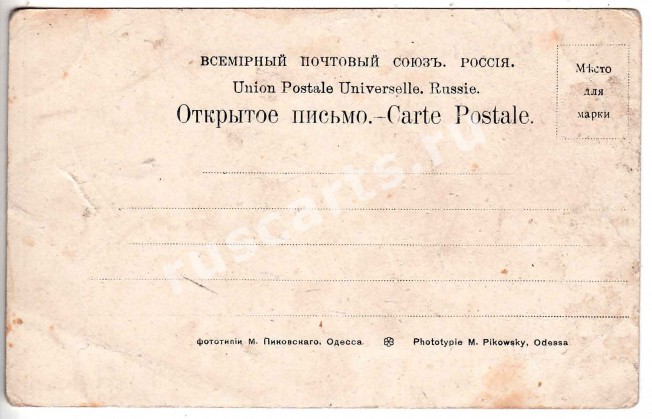 ВСЕМІРНЫЙ ПОЧТОВЫЙ СОЮЗЪ. РОССІЯ.
Union Postale Universelle. Russie.
Открытое письмо.–Carte Postale.
Мѣсто
для
марки
фототипіи М. Пиковскаго, Одесса. Phototypie M. Pikowsky, Odessa
ruscarts.ru